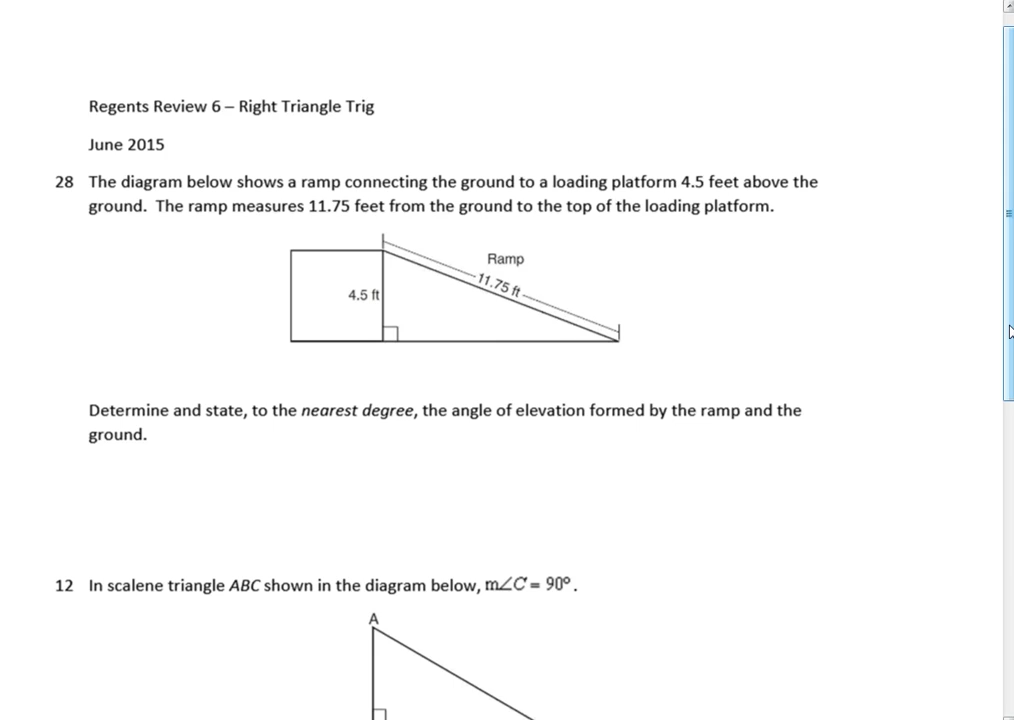 Regents Review 6 – Right Triangle Trig
June 2015
28 The diagram below shows a ramp connecting the ground to a loading platform 4.5 feet above the
ground. The ramp measures 11.75 feet from the ground to the top of the loading platform.
Ramp
11.75 ft
4.5 ft
Determine and state, to the nearest degree, the angle of elevation formed by the ramp and the
ground.
12 In scalene triangle ABC shown in the diagram below, m∠C = 90°.
A